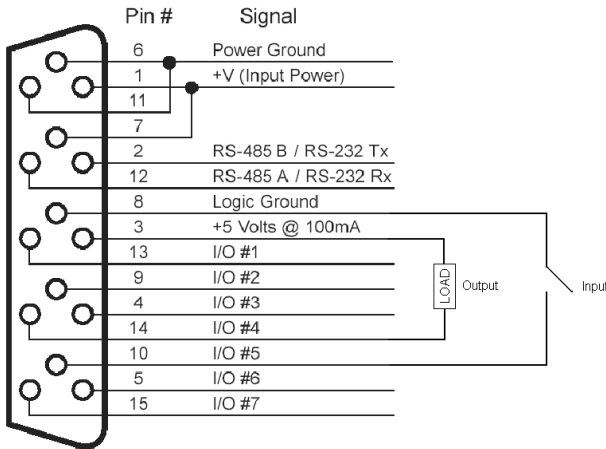 Pin # Signal
6 Power Ground
1 +V (Input Power)
11
7
2 RS-485 B / RS-232 Tx
12 RS-485 A / RS-232 Rx
8 Logic Ground
3 +5 Volts @ 100mA
13 I/O #1
9 I/O #2
4 I/O #3
14 I/O #4
10 I/O #5
5 I/O #6
15 I/O #7
LOAD
Output
Input